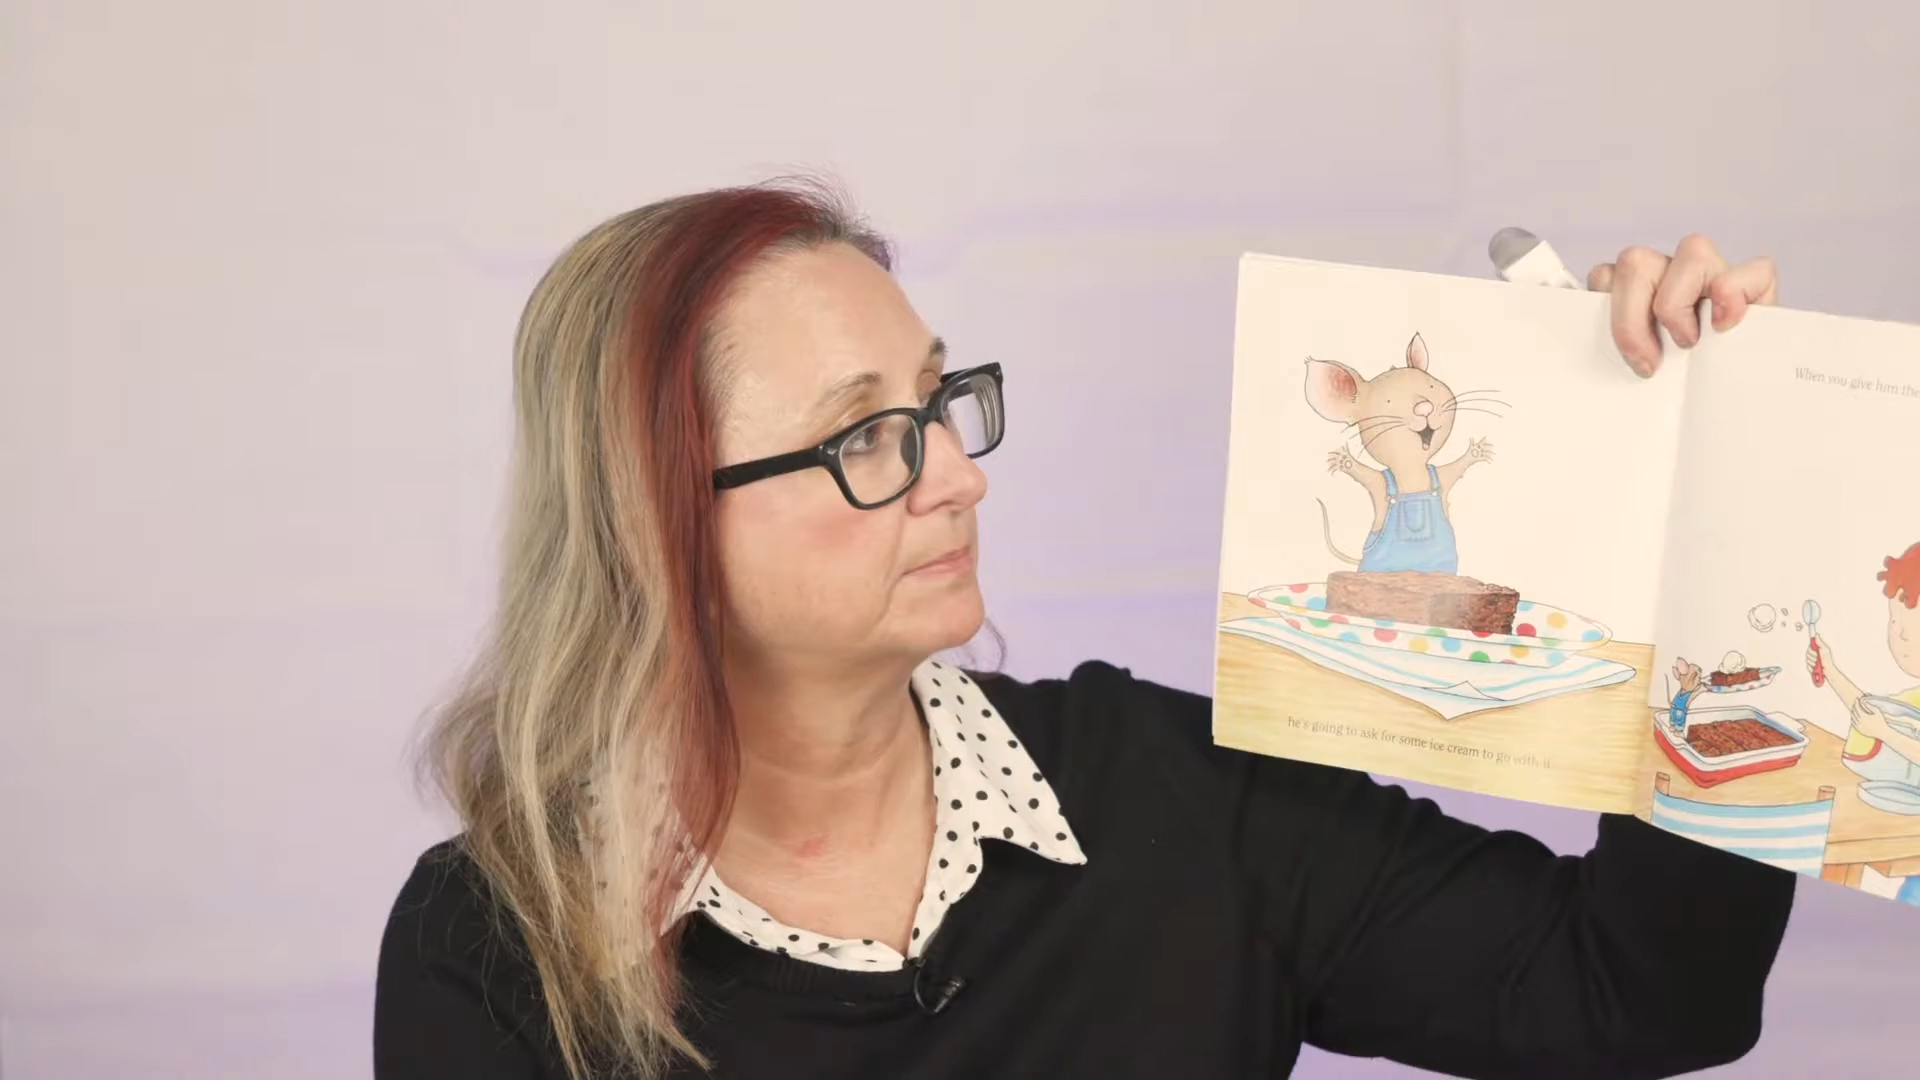 he's going to ask for some ice cream to go with it.
When you give him the